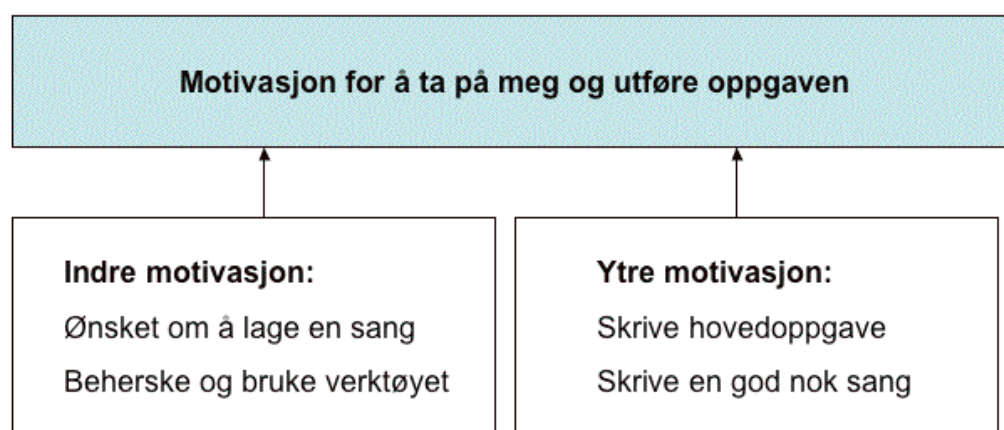 Motivasjon for å ta på meg og utføre oppgaven
Indre motivasjon:
Ønsket om å lage en sang
Beherske og bruke verktøyet
Ytre motivasjon:
Skrive hovedoppgave
Skrive en god nok sang